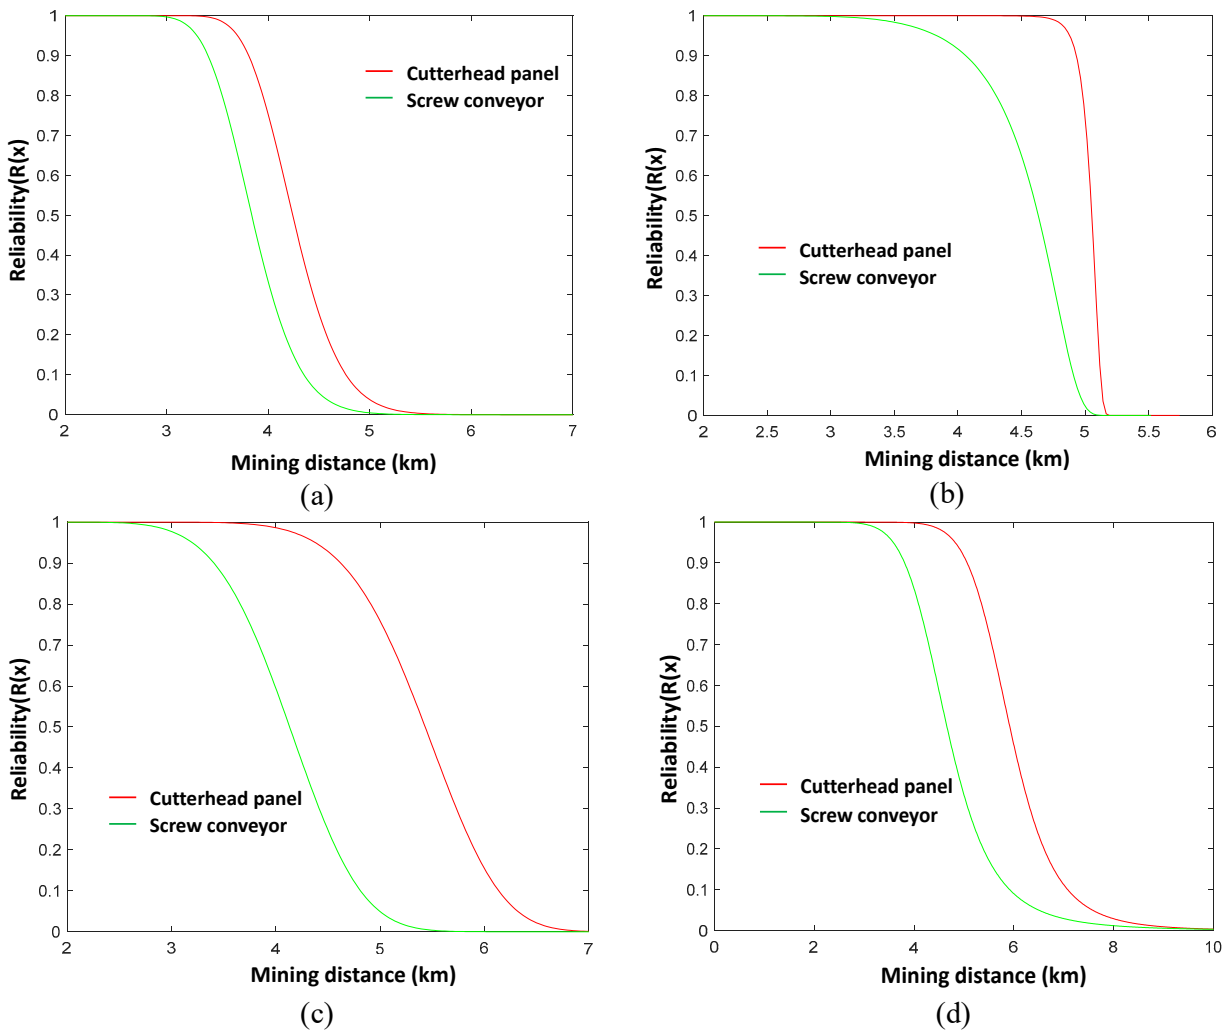 1
0.9
0.8
0.7
0.6
0.5
0.4
0.3
0.2
0.1
0
Reliability(R(x)
Cutterhead panel
Screw conveyor
2 3 4 5 6 7
Mining distance (km)
(a)
1
0.9
0.8
0.7
0.6
0.5
0.4
0.3
0.2
0.1
0
Reliability(R(x)
Cutterhead panel
Screw conveyor
2 2.5 3 3.5 4 4.5 5 5.5 6
Mining distance (km)
(b)
1
0.9
0.8
0.7
0.6
0.5
0.4
0.3
0.2
0.1
0
Reliability(R(x)
Cutterhead panel
Screw conveyor
2 3 4 5 6 7
Mining distance (km)
(c)
1
0.9
0.8
0.7
0.6
0.5
0.4
0.3
0.2
0.1
0
Reliability(R(x)
Cutterhead panel
Screw conveyor
0 2 4 6 8 10
Mining distance (km)
(d)